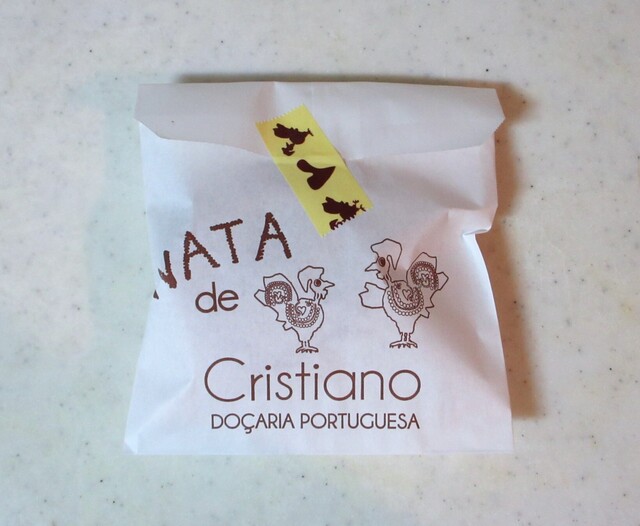 NATA
de
Cristiano
DOÇARIA PORTUGUESA